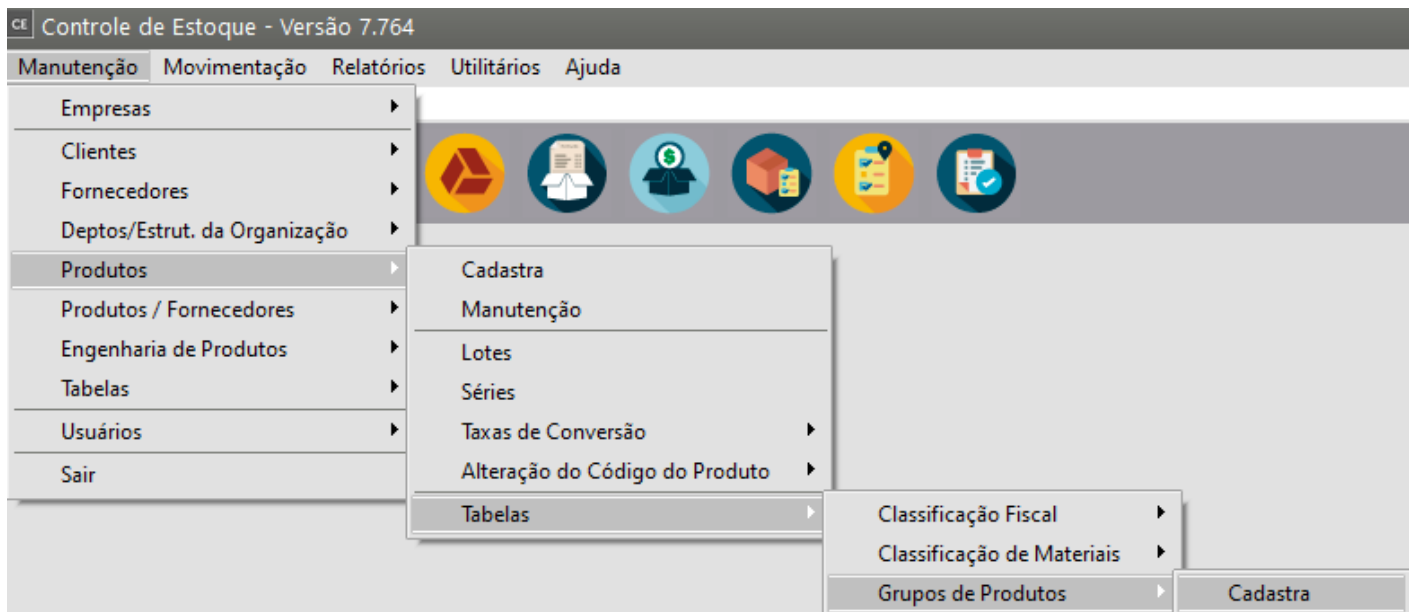 CE Controle de Estoque - Versão 7.764
Manutenção Movimentação Relatórios Utilitários Ajuda
Empresas
Clientes
Fornecedores
Deptos/Estrut. da Organização
Produtos
Produtos / Fornecedores
Engenharia de Produtos
Tabelas
Usuários
Sair
Cadastra
Manutenção
Lotes
Séries
Taxas de Conversão
Alteração do Código do Produto
Tabelas
Classificação Fiscal
Classificação de Materiais
Grupos de Produtos
Cadastra